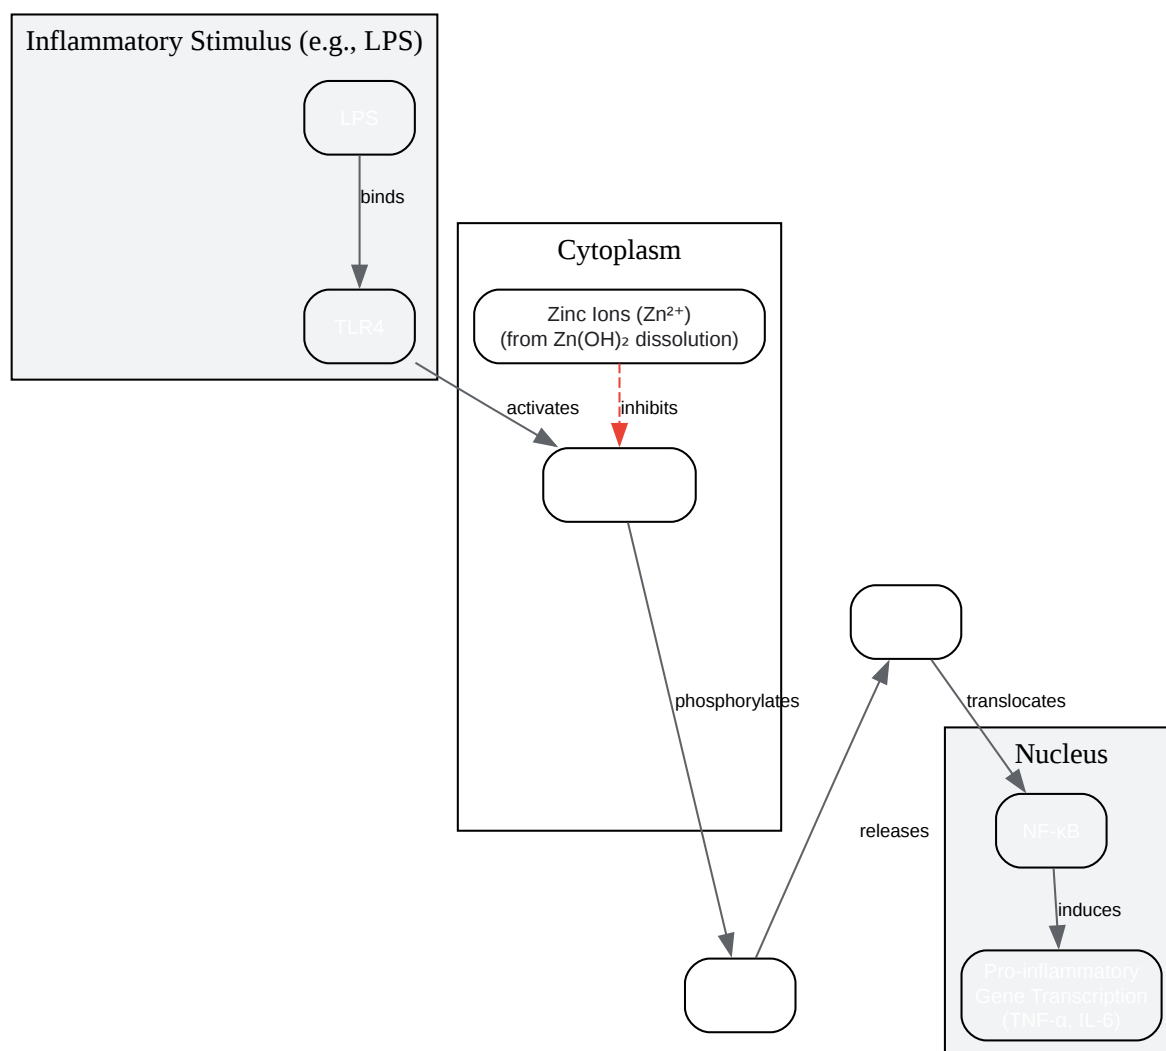 Inflammatory Stimulus (e.g., LPS)
LPS
binds
TLR4
Cytoplasm
Zinc Ions (Zn²⁺)
(from Zn(OH)₂ dissolution)
activates
inhibits
phosphorylates
translocates
releases
Nucleus
NF-κB
induces
Pro-inflammatory
Gene Transcription
(TNF-α, IL-6)